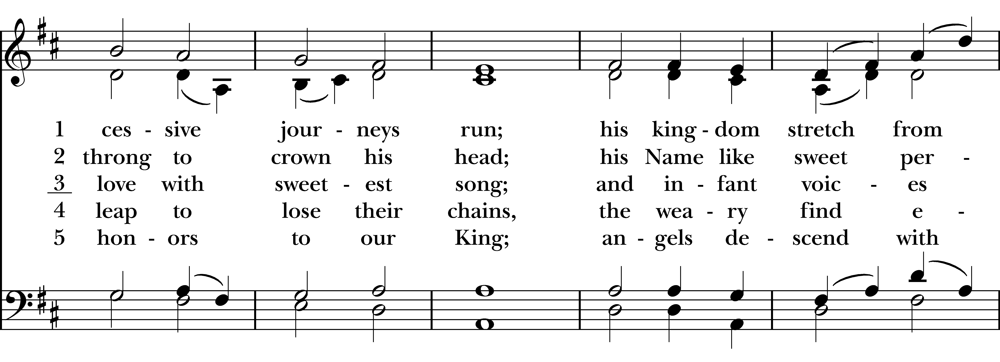 1 ces - sive jour - neys run; his king - dom stretch from
2 throng to crown his head; his Name like sweet per -
3 love with sweet - est song; and in - fant voic - es
4 leap to lose their chains, the wea - ry find e -
5 hon - ors to our King; an - gels de - scend with